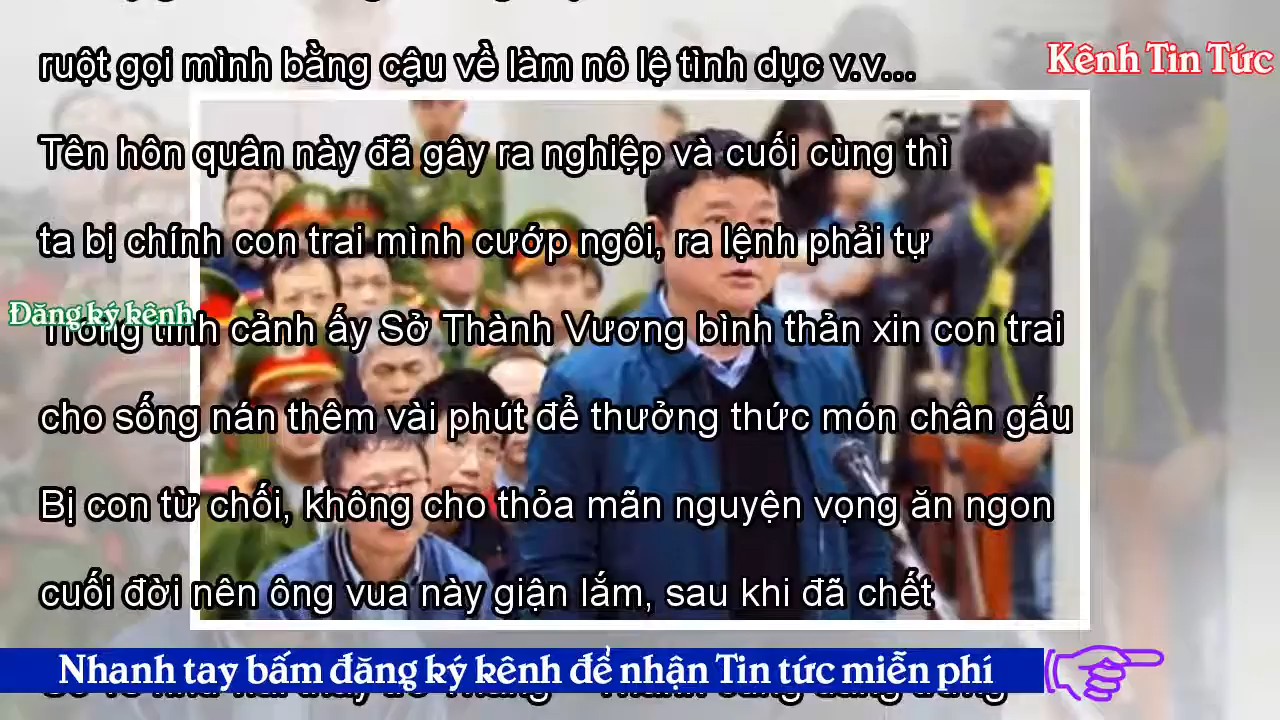 ruột gọi mình bằng cậu về làm nô lệ tình dục v.v...
Kênh Tin Tức
Tên hôn quân này đã gây ra nghiệp và cuối cùng thì
ta bị chính con trai mình cướp ngôi, ra lệnh phải tự
Đăng ký kênh
Trong tình cảnh ấy Sở Thành Vương bình thản xin con trai
cho sống nán thêm vài phút để thưởng thức món chân gấu
Bị con từ chối, không cho thỏa mãn nguyện vọng ăn ngon
cuối đời nên ông vua này giận lắm, sau khi đã chết
Nhanh tay bấm đăng ký kênh để nhận Tin tức miễn phí